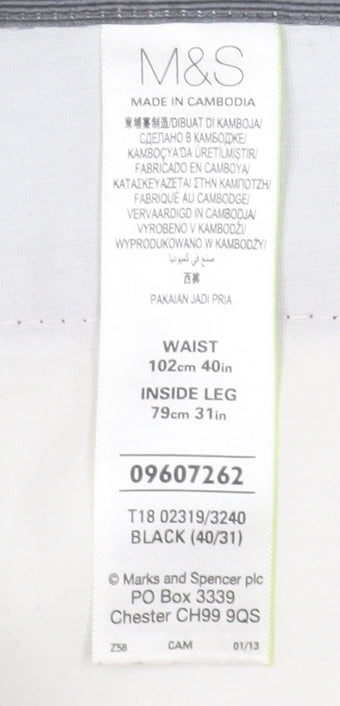 M&S
MADE IN CAMBODIA
柬埔寨制造/DIBUAT DI KAMBOJA/
СДЕЛАНО В КАМБОДЖЕ/
KAMBOÇYA'DA ÜRETİLMİŞTİR/
FABRICADO EN CAMBOYA/
ΚΑΤΑΣΚΕΥΑΖΕΤΑΙ ΣΤΗΝ ΚΑΜΠΟΤΖΗ/
FABRIQUÉ AU CAMBODGE/
VERVAARDIGD IN CAMBODJA/
VYROBENO V KAMBODŽI/
WYPRODUKOWANO W KAMBODŻY/
صنع في كمبوديا
西裤
PAKAIAN JADI PRIA
WAIST
102cm 40in
INSIDE LEG
79cm 31in
09607262
T18 02319/3240
BLACK (40/31)
© Marks and Spencer plc
PO Box 3339
Chester CH99 9QS
ZSB CAM 01/13